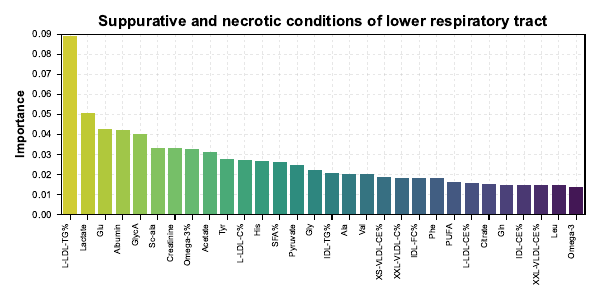 Suppurative and necrotic conditions of lower respiratory tract
Importance
0.09
0.08
0.07
0.06
0.05
0.04
0.03
0.02
0.01
0.00
L-LDL-TG%
Lactate
Glu
Albumin
GlycA
Sc-ala
Creatinine
Omega-3%
Acetate
Tyr
L-LDL-C%
His
SFA%
Pyruvate
Gly
IDL-TG%
Ala
Val
XS-VLDL-CE%
XXL-VLDL-C%
IDL-FC%
Phe
PUFA
L-LDL-CE%
Citrate
Gln
IDL-CE%
XXL-VLDL-CE%
Leu
Omega-3